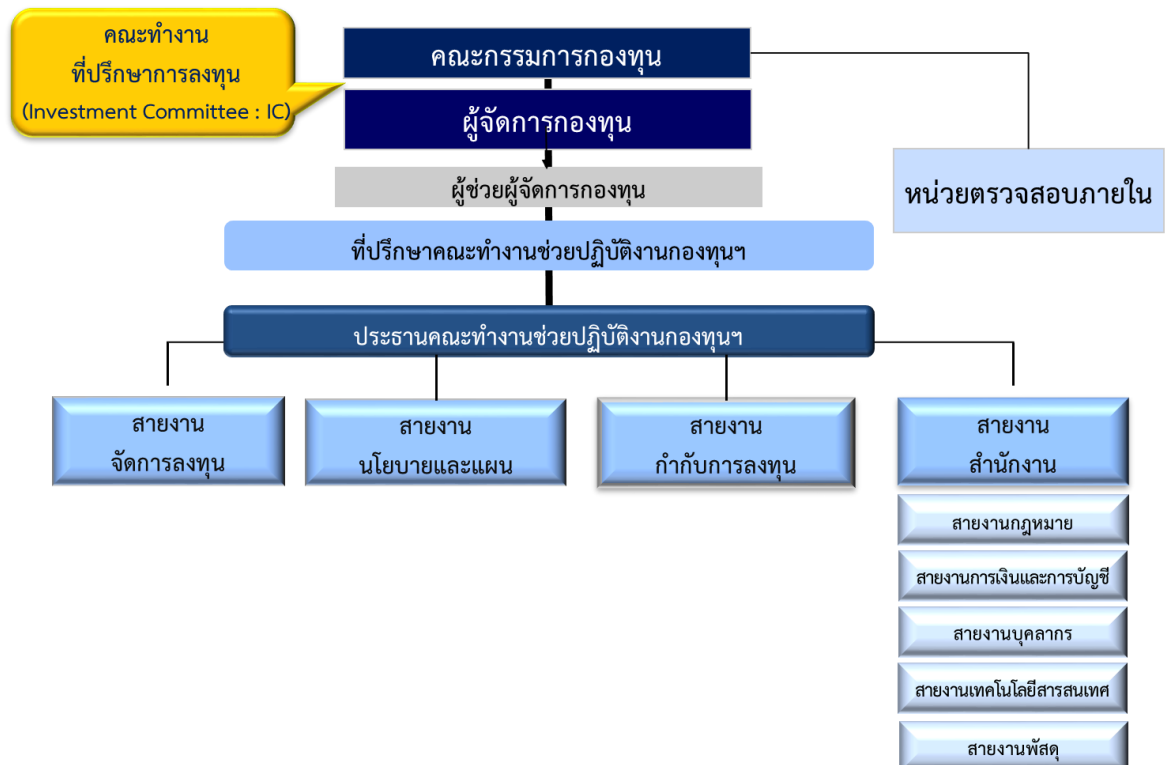 คณะทำงาน
ที่ปรึกษาการลงทุน
(Investment Committee : IC)
คณะกรรมการกองทุน
ผู้จัดการกองทุน
หน่วยตรวจสอบภายใน
ผู้ช่วยผู้จัดการกองทุน
ที่ปรึกษาคณะทำงานช่วยปฏิบัติงานกองทุนฯ
ประธานคณะทำงานช่วยปฏิบัติงานกองทุนฯ
สายงาน
จัดการลงทุน
สายงาน
นโยบายและแผน
สายงาน
กำกับการลงทุน
สายงาน
สำนักงาน
สายงานกฎหมาย
สายงานการเงินและการบัญชี
สายงานบุคลากร
สายงานเทคโนโลยีสารสนเทศ
สายงานพัสดุ